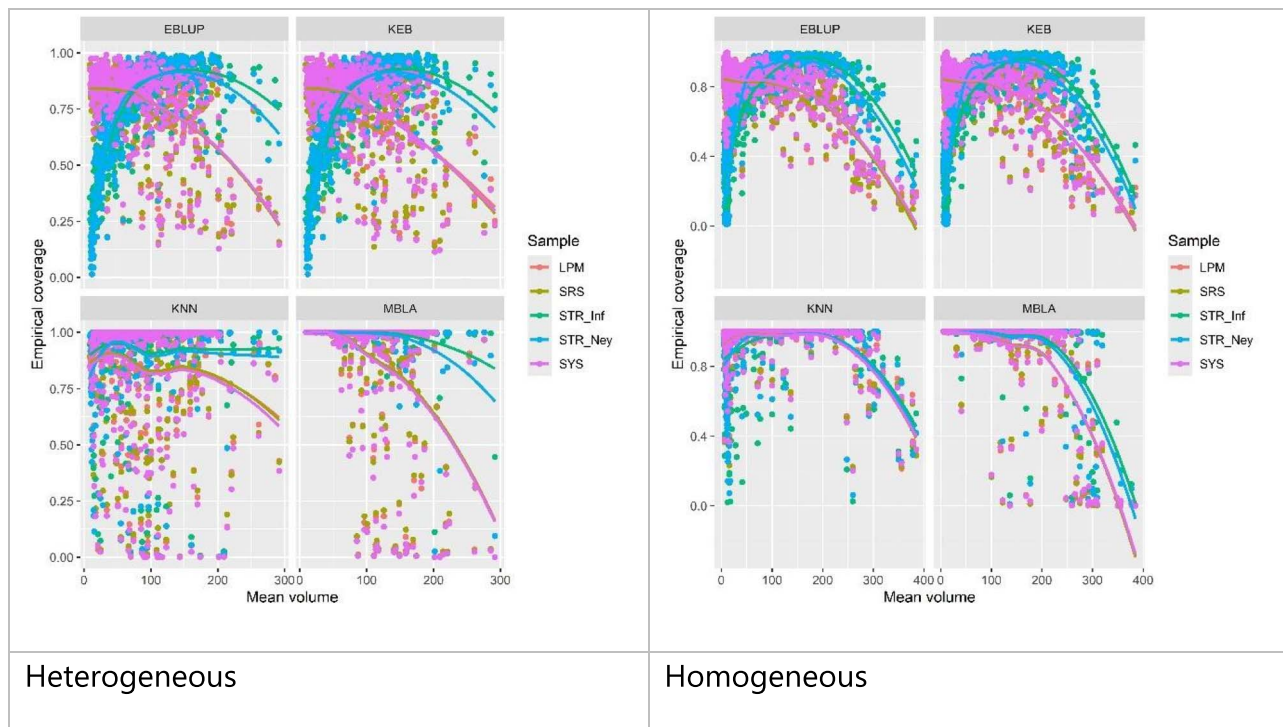 EBLUP KEB
1.00
0.75
0.50
0.25
0.00
KNN MBLA
1.00
0.75
0.50
0.25
0.00
0 100 200 300 0 100 200 300
Mean volume
Empirical coverage
Sample
LPM
SRS
STR_Inf
STR_Ney
SYS
EBLUP KEB
0.8
0.4
0.0
KNN MBLA
0.8
0.4
0.0
0 100 200 300 400 0 100 200 300 400
Mean volume
Empirical coverage
Sample
LPM
SRS
STR_Inf
STR_Ney
SYS
Heterogeneous
Homogeneous